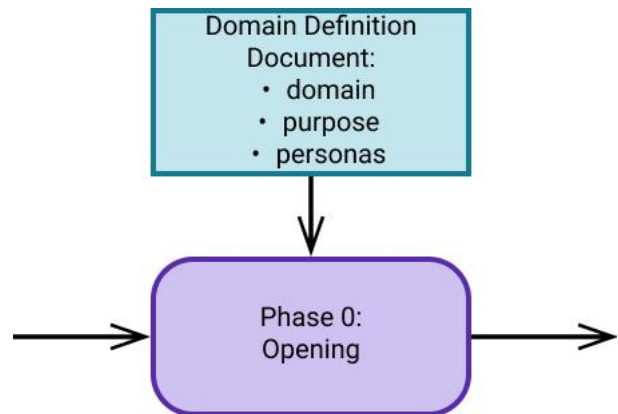 Domain Definition
Document:
• domain
• purpose
• personas
Phase 0:
Opening